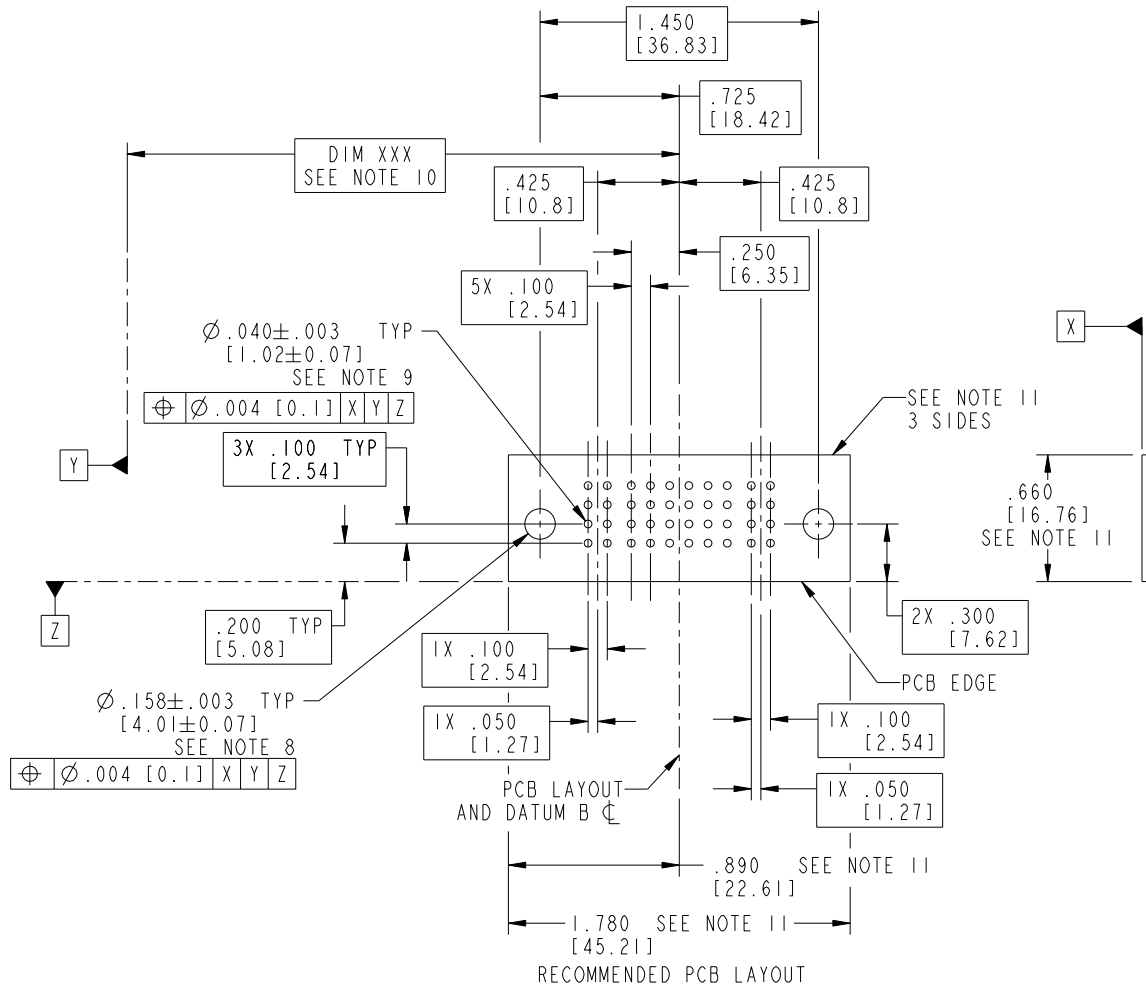 1.450
[36.83]
.725
[18.42]
DIM XXX
SEE NOTE 10
.425
[10.8]
.425
[10.8]
.250
[6.35]
5X .100
[2.54]
X
Ø.040±.003 TYP
[1.02±0.07]
SEE NOTE 9
⌖ Ø.004 [0.1] X Y Z
SEE NOTE 11
3 SIDES
3X .100 TYP
[2.54]
Y
.660
[16.76]
SEE NOTE 11
Z
.200 TYP
[5.08]
2X .300
[7.62]
1X .100
[2.54]
PCB EDGE
Ø.158±.003 TYP
[4.01±0.07]
SEE NOTE 8
⌖ Ø.004 [0.1] X Y Z
1X .050
[1.27]
1X .100
[2.54]
PCB LAYOUT
AND DATUM B ℄
1X .050
[1.27]
.890 SEE NOTE 11
[22.61]
1.780 SEE NOTE 11
[45.21]
RECOMMENDED PCB LAYOUT